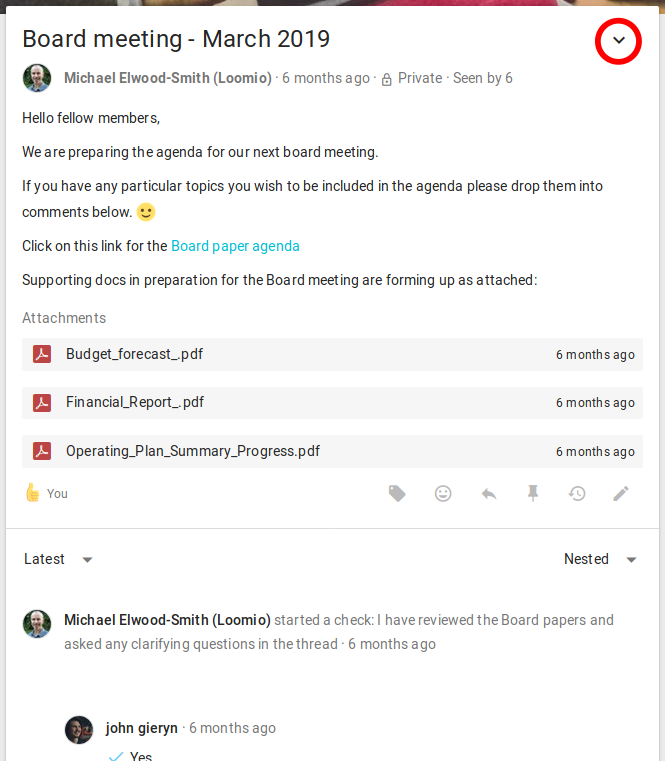 Board meeting - March 2019
Michael Elwood-Smith (Loomio) · 6 months ago · Private · Seen by 6
Hello fellow members,
We are preparing the agenda for our next board meeting.
If you have any particular topics you wish to be included in the agenda please drop them into
comments below. 🙂
Click on this link for the Board paper agenda
Supporting docs in preparation for the Board meeting are forming up as attached:
Attachments
Budget_forecast_.pdf 6 months ago
Financial_Report_.pdf 6 months ago
Operating_Plan_Summary_Progress.pdf 6 months ago
You
Latest Nested
Michael Elwood-Smith (Loomio) started a check: I have reviewed the Board papers and
asked any clarifying questions in the thread · 6 months ago
john gieryn · 6 months ago
Yes